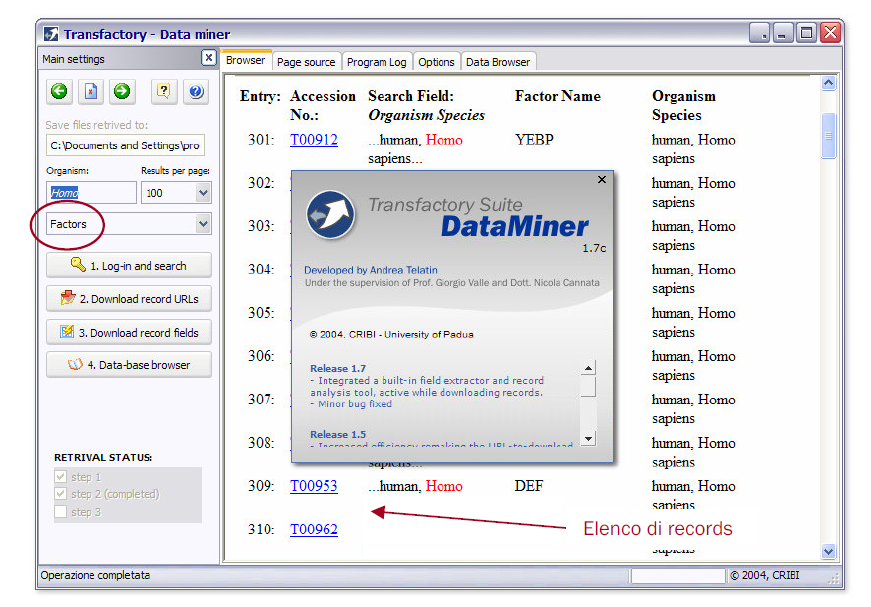 Transfactory - Data miner
Main settings
Browser Page source Program Log Options Data Browser
Save files retrived to:
C:\Documents and Settings\pro
Organism: Results per page:
Homo 100
Factors
1. Log-in and search
2. Download record URLs
3. Download record fields
4. Data-base browser
RETRIVAL STATUS:
step 1
step 2 (completed)
step 3
Entry: Accession Search Field: Factor Name Organism
No.: Organism Species Species
301: T00912 ...human, Homo YEBP human, Homo
sapiens... sapiens
302: human, Homo
sapiens
303: human, Homo
sapiens
304: human, Homo
sapiens
305: human, Homo
sapiens
306: human, Homo
sapiens
307: human, Homo
sapiens
308: human, Homo
sapiens... sapiens
309: T00953 ...human, Homo DEF human, Homo
sapiens
310: T00962
sapiens
Transfactory Suite
DataMiner
1.7c
Developed by Andrea Telatin
Under the supervision of Prof. Giorgio Valle and Dott. Nicola Cannata
© 2004, CRIBI - University of Padua
Release 1.7
- Integrated a built-in field extractor and record
analysis tool, active while downloading records.
- Minor bug fixed
Release 1.5
- Increased efficiency remaking the URL-to-download
Elenco di records
Operazione completata © 2004, CRIBI